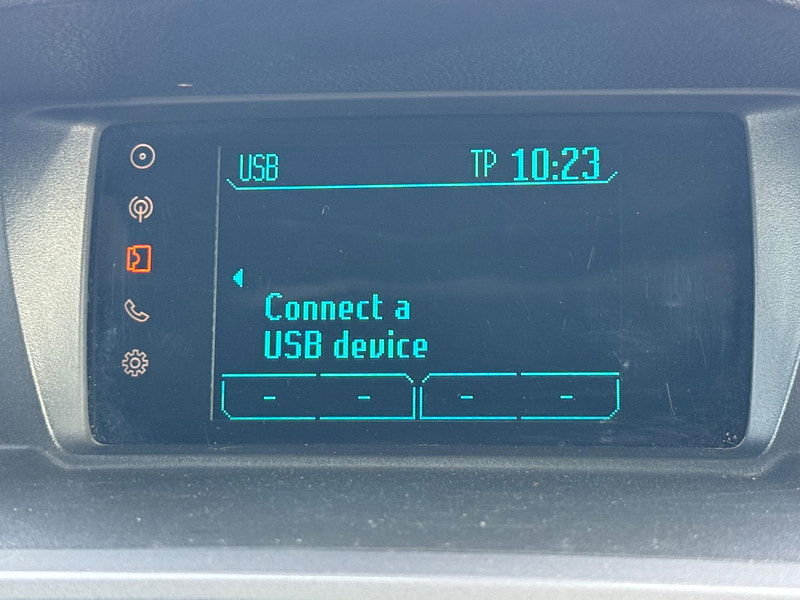 USB TP 10:23
Connect a
USB device
- - - -